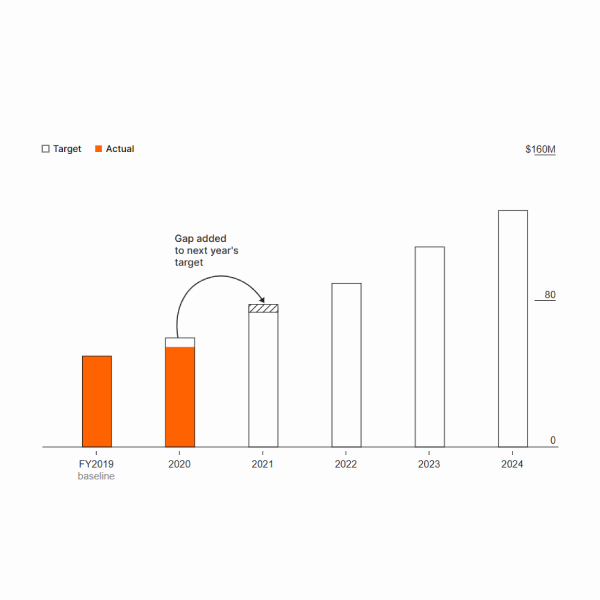 Target Actual $160M
Gap added
to next year's
target
80
0
FY2019 2020 2021 2022 2023 2024
baseline